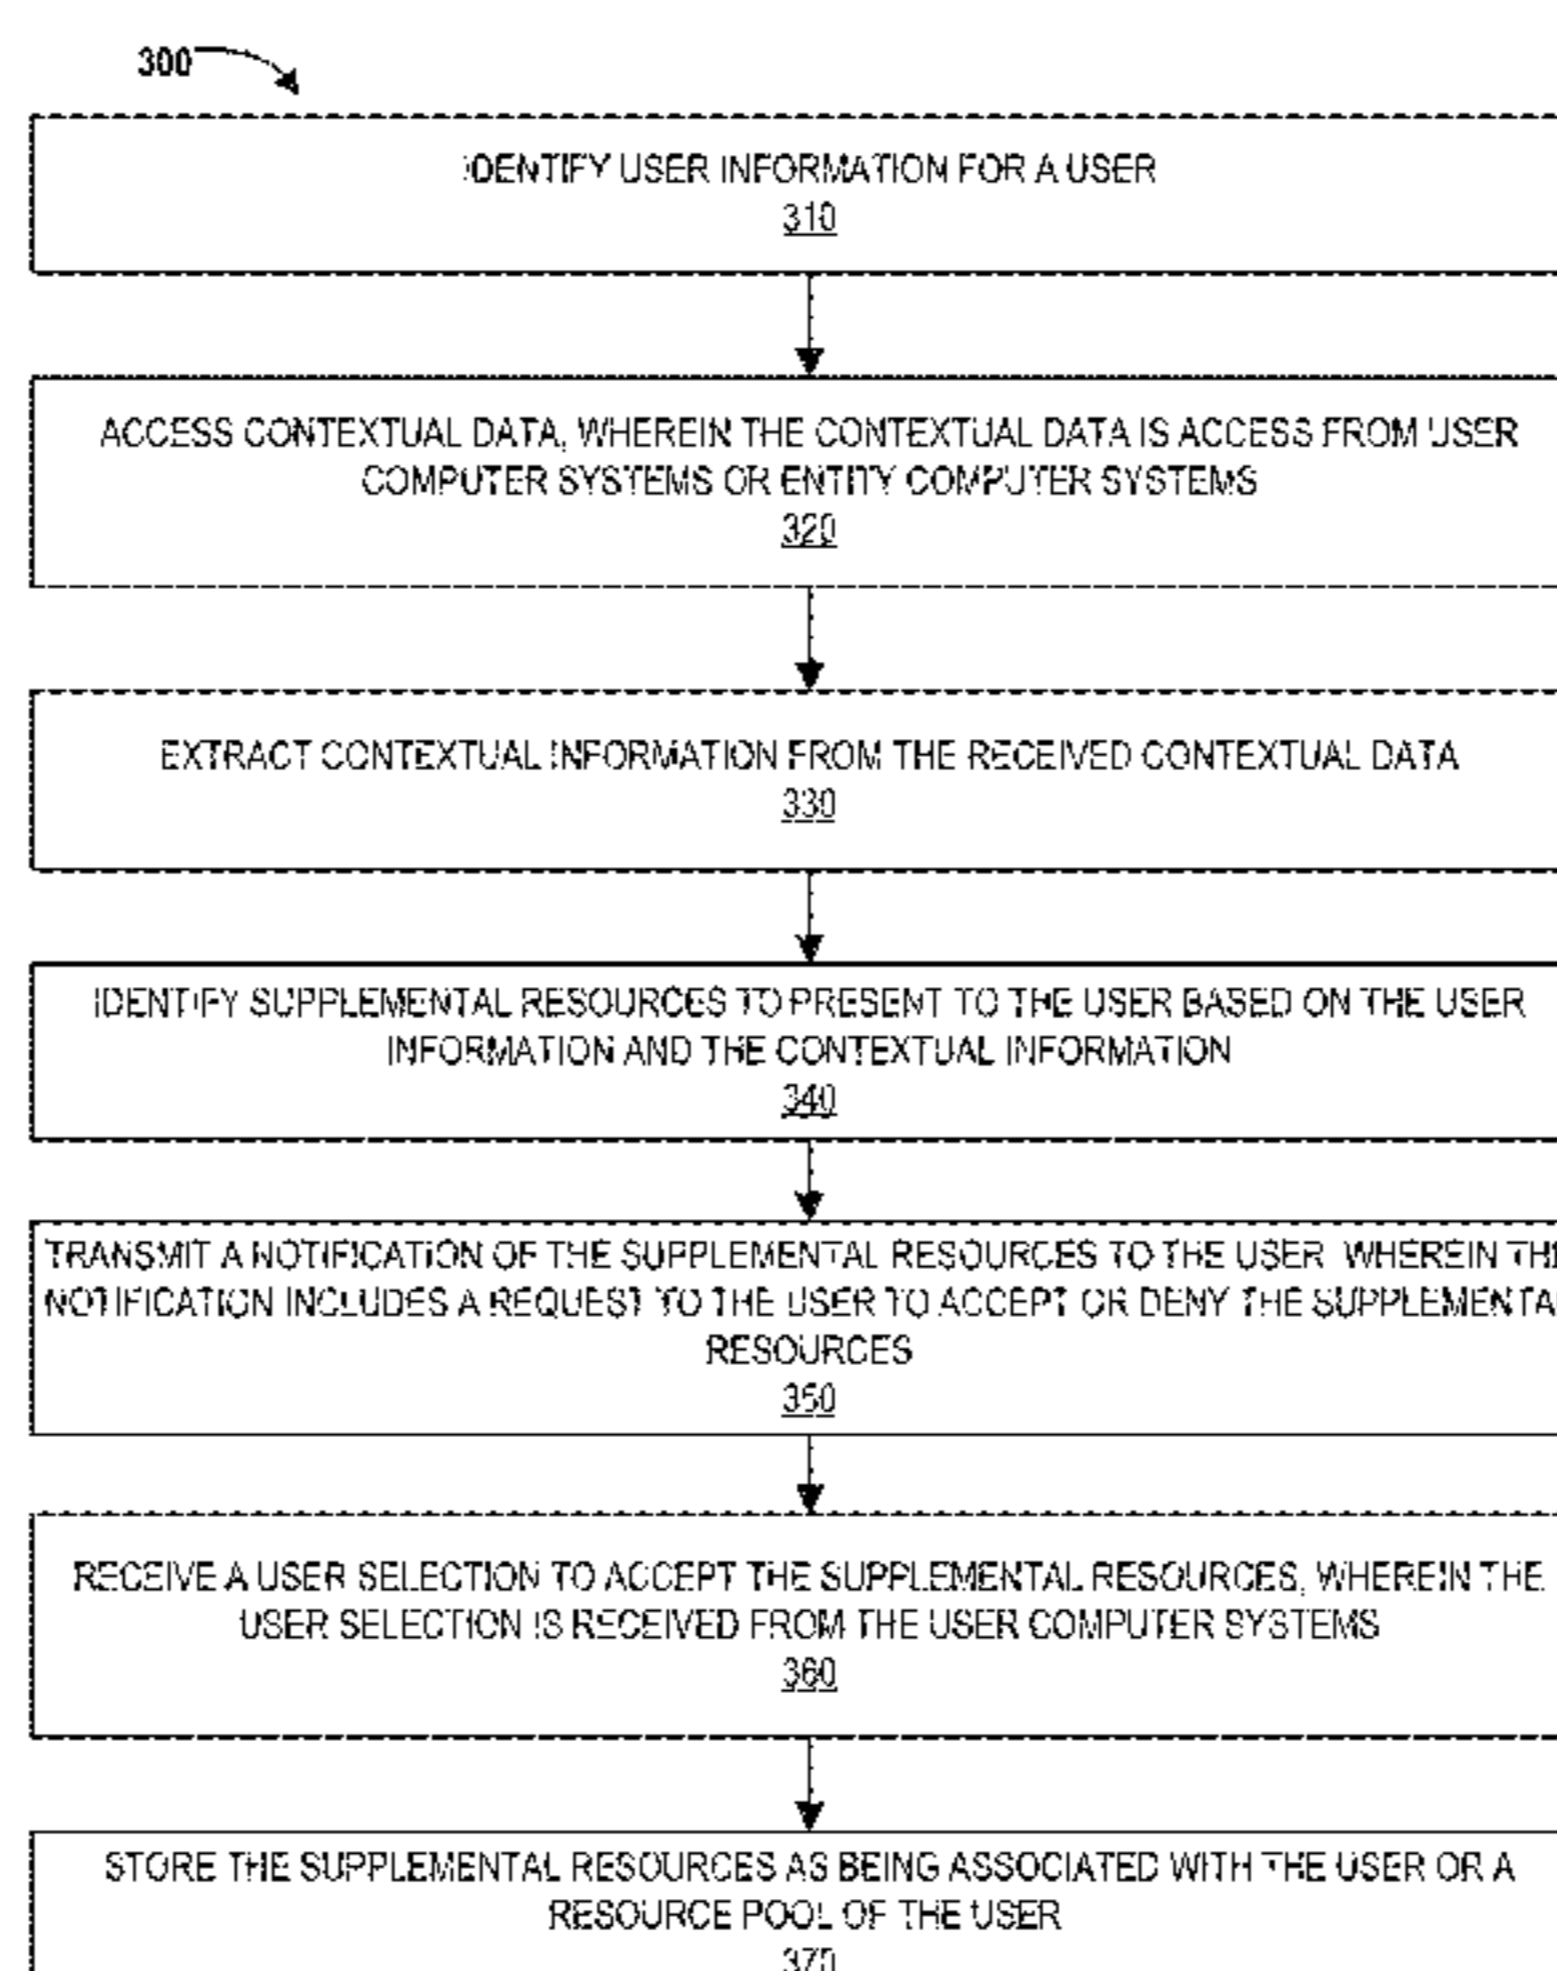 300
IDENTIFY USER INFORMATION FOR A USER
310
ACCESS CONTEXTUAL DATA, WHEREIN THE CONTEXTUAL DATA IS ACCESS FROM USER
COMPUTER SYSTEMS OR ENTITY COMPUTER SYSTEMS
320
EXTRACT CONTEXTUAL INFORMATION FROM THE RECEIVED CONTEXTUAL DATA
330
IDENTIFY SUPPLEMENTAL RESOURCES TO PRESENT TO THE USER BASED ON THE USER
INFORMATION AND THE CONTEXTUAL INFORMATION
340
TRANSMIT A NOTIFICATION OF THE SUPPLEMENTAL RESOURCES TO THE USER WHEREIN THE
NOTIFICATION INCLUDES A REQUEST TO THE USER TO ACCEPT OR DENY THE SUPPLEMENTAL
RESOURCES
350
RECEIVE A USER SELECTION TO ACCEPT THE SUPPLEMENTAL RESOURCES, WHEREIN THE
USER SELECTION IS RECEIVED FROM THE USER COMPUTER SYSTEMS
360
STORE THE SUPPLEMENTAL RESOURCES AS BEING ASSOCIATED WITH THE USER OR A
RESOURCE POOL OF THE USER
370